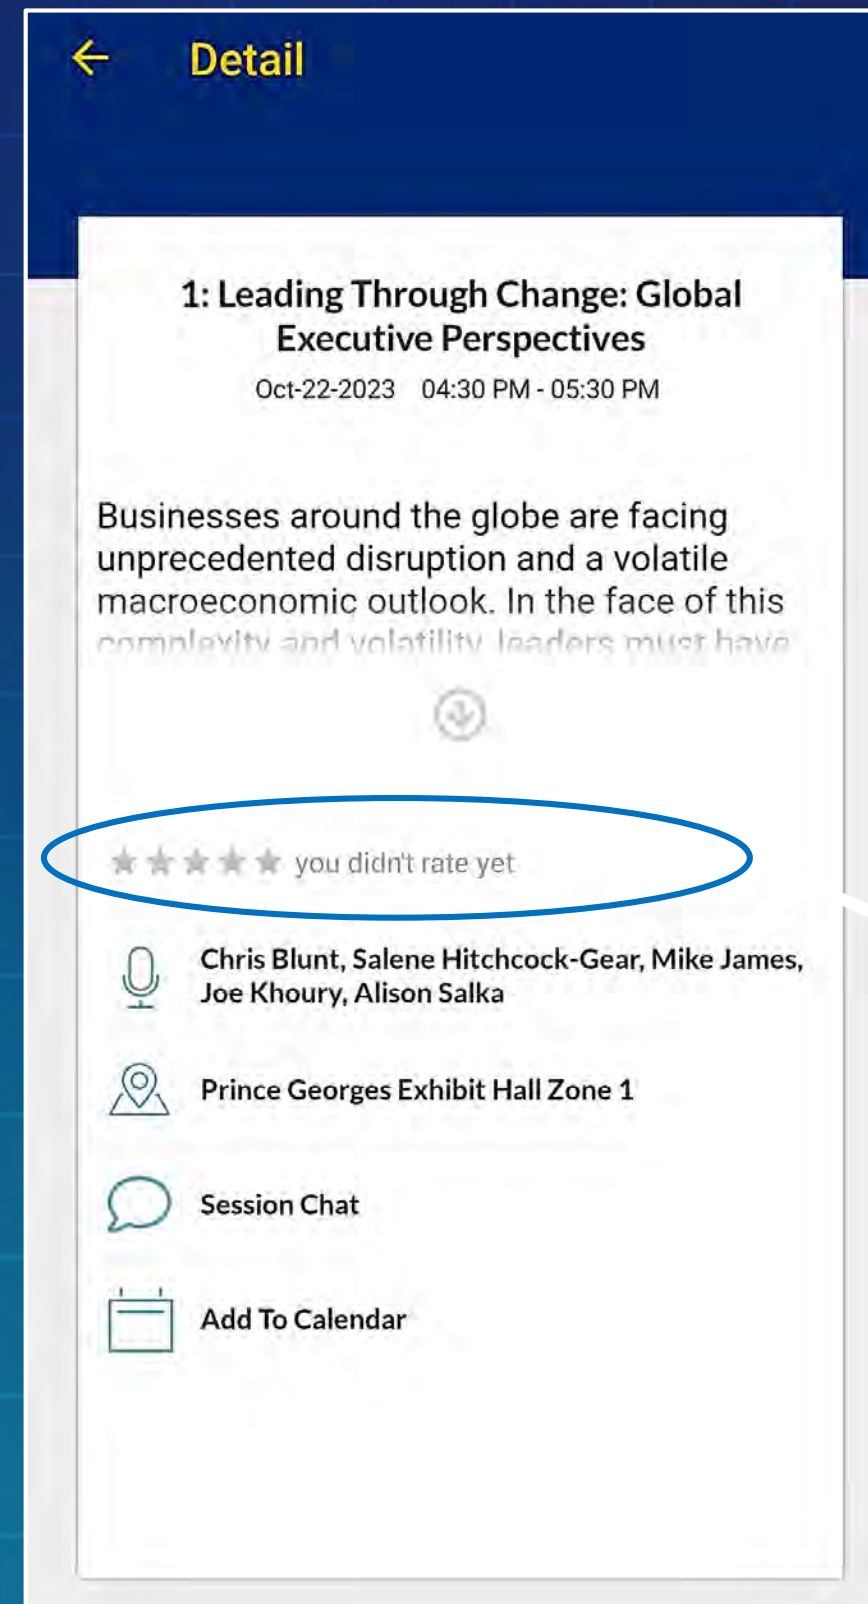 Detail
1: Leading Through Change: Global
Executive Perspectives
Oct-22-2023 04:30 PM - 05:30 PM
Businesses around the globe are facing
unprecedented disruption and a volatile
macroeconomic outlook. In the face of this
complexity and volatility, leaders must have
you didn't rate yet
Chris Blunt, Salene Hitchcock-Gear, Mike James,
Joe Khoury, Alison Salka
Prince Georges Exhibit Hall Zone 1
Session Chat
Add To Calendar